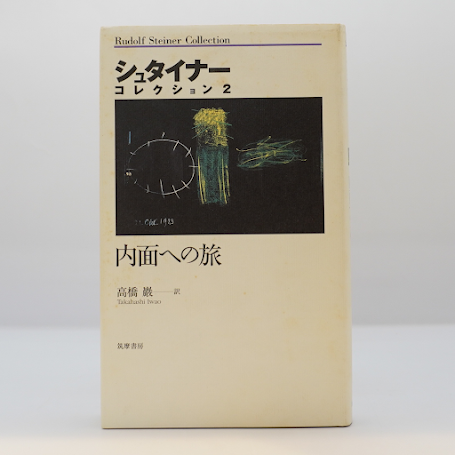 Rudolf Steiner Collection
シュタイナー
コレクション 2
内面への旅
高橋 巖——訳
Takahashi Iwao
筑摩書房